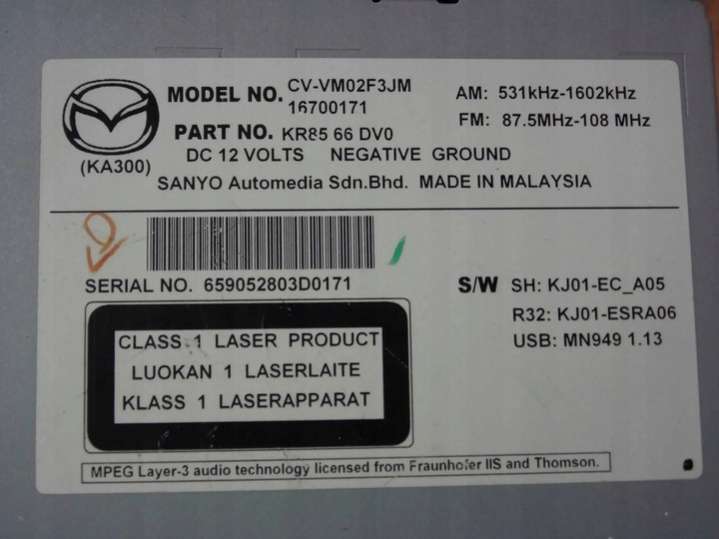 MODEL NO. CV-VM02F3JM
16700171
AM: 531kHz-1602kHz
PART NO. KR85 66 DV0
FM: 87.5MHz-108 MHz
(KA300)
DC 12 VOLTS NEGATIVE GROUND
SANYO Automedia Sdn.Bhd. MADE IN MALAYSIA
SERIAL NO. 659052803D0171
S/W SH: KJ01-EC_A05
R32: KJ01-ESRA06
USB: MN949 1.13
CLASS 1 LASER PRODUCT
LUOKAN 1 LASERLAITE
KLASS 1 LASERAPPARAT
MPEG Layer-3 audio technology licensed from Fraunhofer IIS and Thomson.